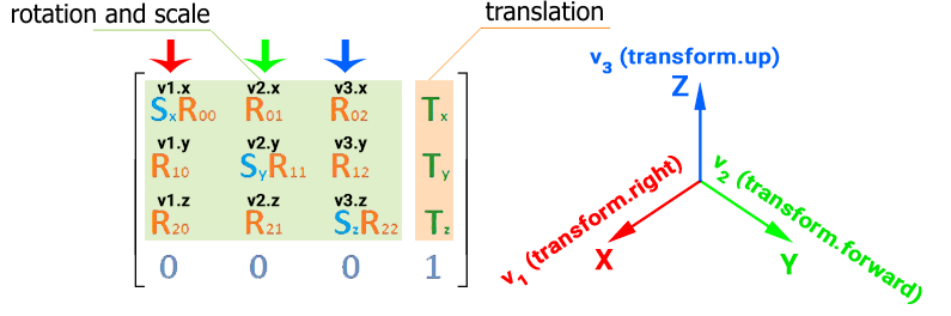 rotation and scale
translation
v1.x v2.x v3.x
SxR00 R01 R02 Tx
v1.y v2.y v3.y
R10 SyR11 R12 Ty
v1.z v2.z v3.z
R20 R21 SzR22 Tz
0 0 0 1
v3 (transform.up)
Z
v1 (transform.right)
X
v2 (transform.forward)
Y